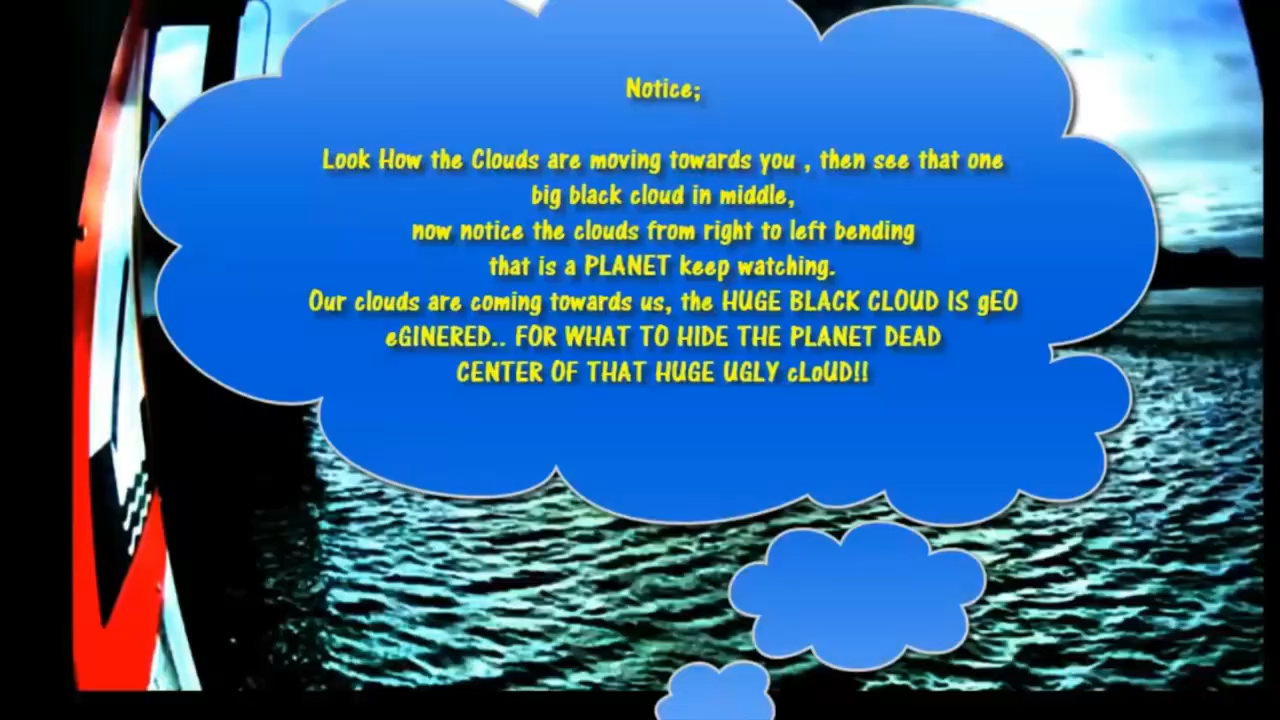 Notice;
Look How the Clouds are moving towards you , then see that one
big black cloud in middle,
now notice the clouds from right to left bending
that is a PLANET keep watching.
Our clouds are coming towards us, the HUGE BLACK CLOUD IS gEO
eGINERED.. FOR WHAT TO HIDE THE PLANET DEAD
CENTER OF THAT HUGE UGLY cLoUD!!